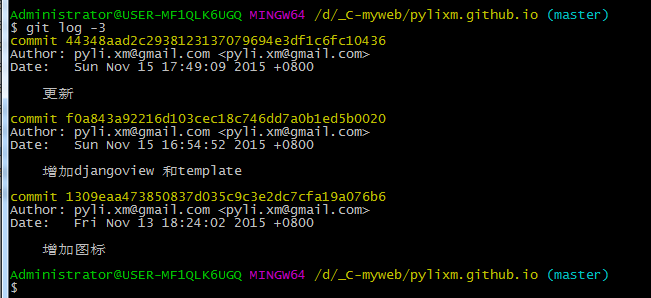 Administrator@USER-MF1QLK6UGQ MINGW64 /d/_C-myweb/pylixm.github.io (master)
$ git log -3
commit 44348aad2c2938123137079694e3df1c6fc10436
Author: pyli.xm@gmail.com <pyli.xm@gmail.com>
Date:   Sun Nov 15 17:49:09 2015 +0800
更新
commit f0a843a92216d103cec18c746dd7a0b1ed5b0020
Author: pyli.xm@gmail.com <pyli.xm@gmail.com>
Date:   Sun Nov 15 16:54:52 2015 +0800
增加djangoview 和template
commit 1309eaa473850837d035c9c3e2dc7cfa19a076b6
Author: pyli.xm@gmail.com <pyli.xm@gmail.com>
Date:   Fri Nov 13 18:24:02 2015 +0800
增加图标
Administrator@USER-MF1QLK6UGQ MINGW64 /d/_C-myweb/pylixm.github.io (master)
$